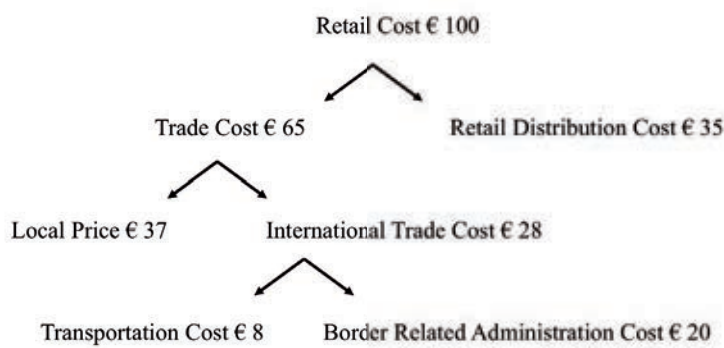 Retail Cost € 100
Trade Cost € 65
Retail Distribution Cost € 35
Local Price € 37
International Trade Cost € 28
Transportation Cost € 8
Border Related Administration Cost € 20